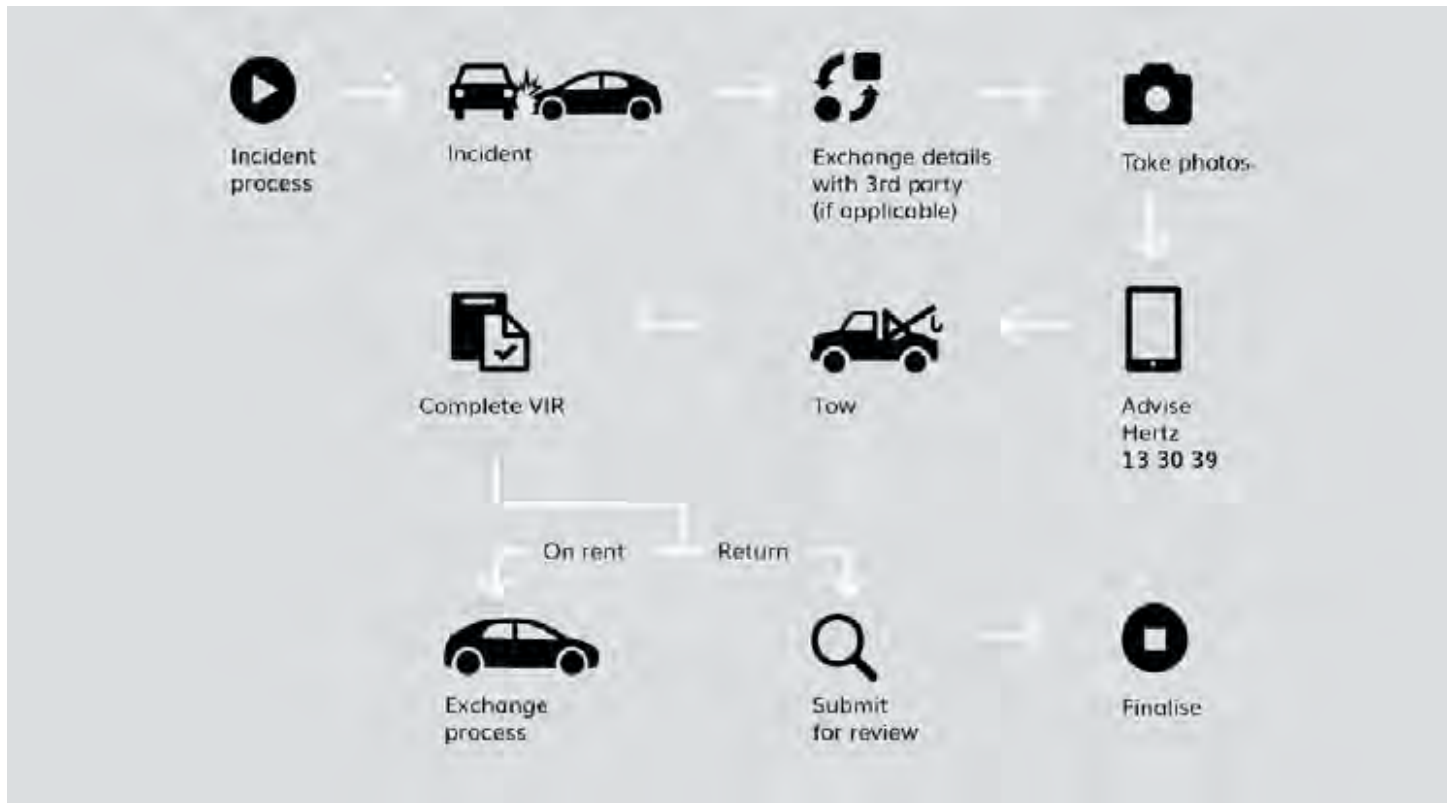 Incident
process
Incident
Exchange details
with 3rd party
(if applicable)
Take photos
Complete VIR
Tow
Advise
Hertz
13 30 39
On rent
Return
Exchange
process
Submit
for review
Finalise